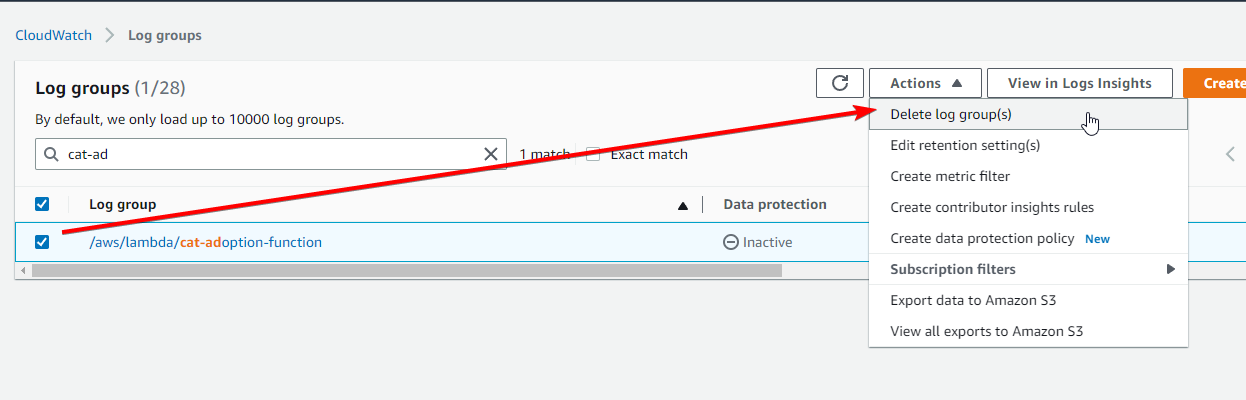 CloudWatch > Log groups
Log groups (1/28)
Actions
View in Logs Insights
Create
By default, we only load up to 10000 log groups.
cat-ad
1 match
Exact match
Log group
Data protection
/aws/lambda/cat-adoption-function
Inactive
Delete log group(s)
Edit retention setting(s)
Create metric filter
Create contributor insights rules
Create data protection policy New
Subscription filters
Export data to Amazon S3
View all exports to Amazon S3